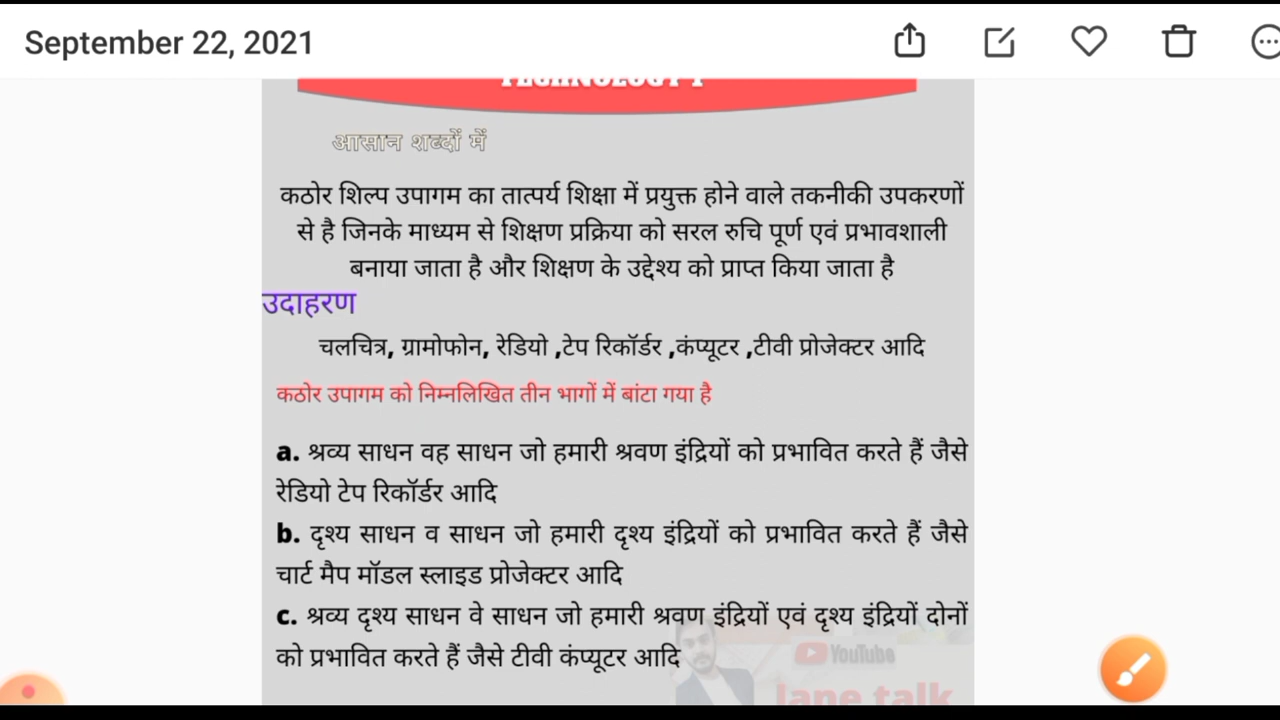 September 22, 2021
TECHNOLOGY I
आसान शब्दों में
कठोर शिल्प उपागम का तात्पर्य शिक्षा में प्रयुक्त होने वाले तकनीकी उपकरणों
से है जिनके माध्यम से शिक्षण प्रक्रिया को सरल रुचि पूर्ण एवं प्रभावशाली
बनाया जाता है और शिक्षण के उद्देश्य को प्राप्त किया जाता है
उदाहरण
चलचित्र, ग्रामोफोन, रेडियो ,टेप रिकॉर्डर ,कंप्यूटर ,टीवी प्रोजेक्टर आदि
कठोर उपागम को निम्नलिखित तीन भागों में बांटा गया है
a. श्रव्य साधन वह साधन जो हमारी श्रवण इंद्रियों को प्रभावित करते हैं जैसे
रेडियो टेप रिकॉर्डर आदि
b. दृश्य साधन व साधन जो हमारी दृश्य इंद्रियों को प्रभावित करते हैं जैसे
चार्ट मैप मॉडल स्लाइड प्रोजेक्टर आदि
c. श्रव्य दृश्य साधन वे साधन जो हमारी श्रवण इंद्रियों एवं दृश्य इंद्रियों दोनों
को प्रभावित करते हैं जैसे टीवी कंप्यूटर आदि
YouTube
talk